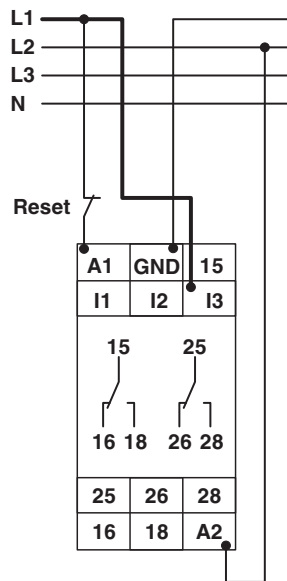 L1
L2
L3
N
Reset
A1 GND 15
I1 I2 I3
15 25
16 18 26 28
25 26 28
16 18 A2